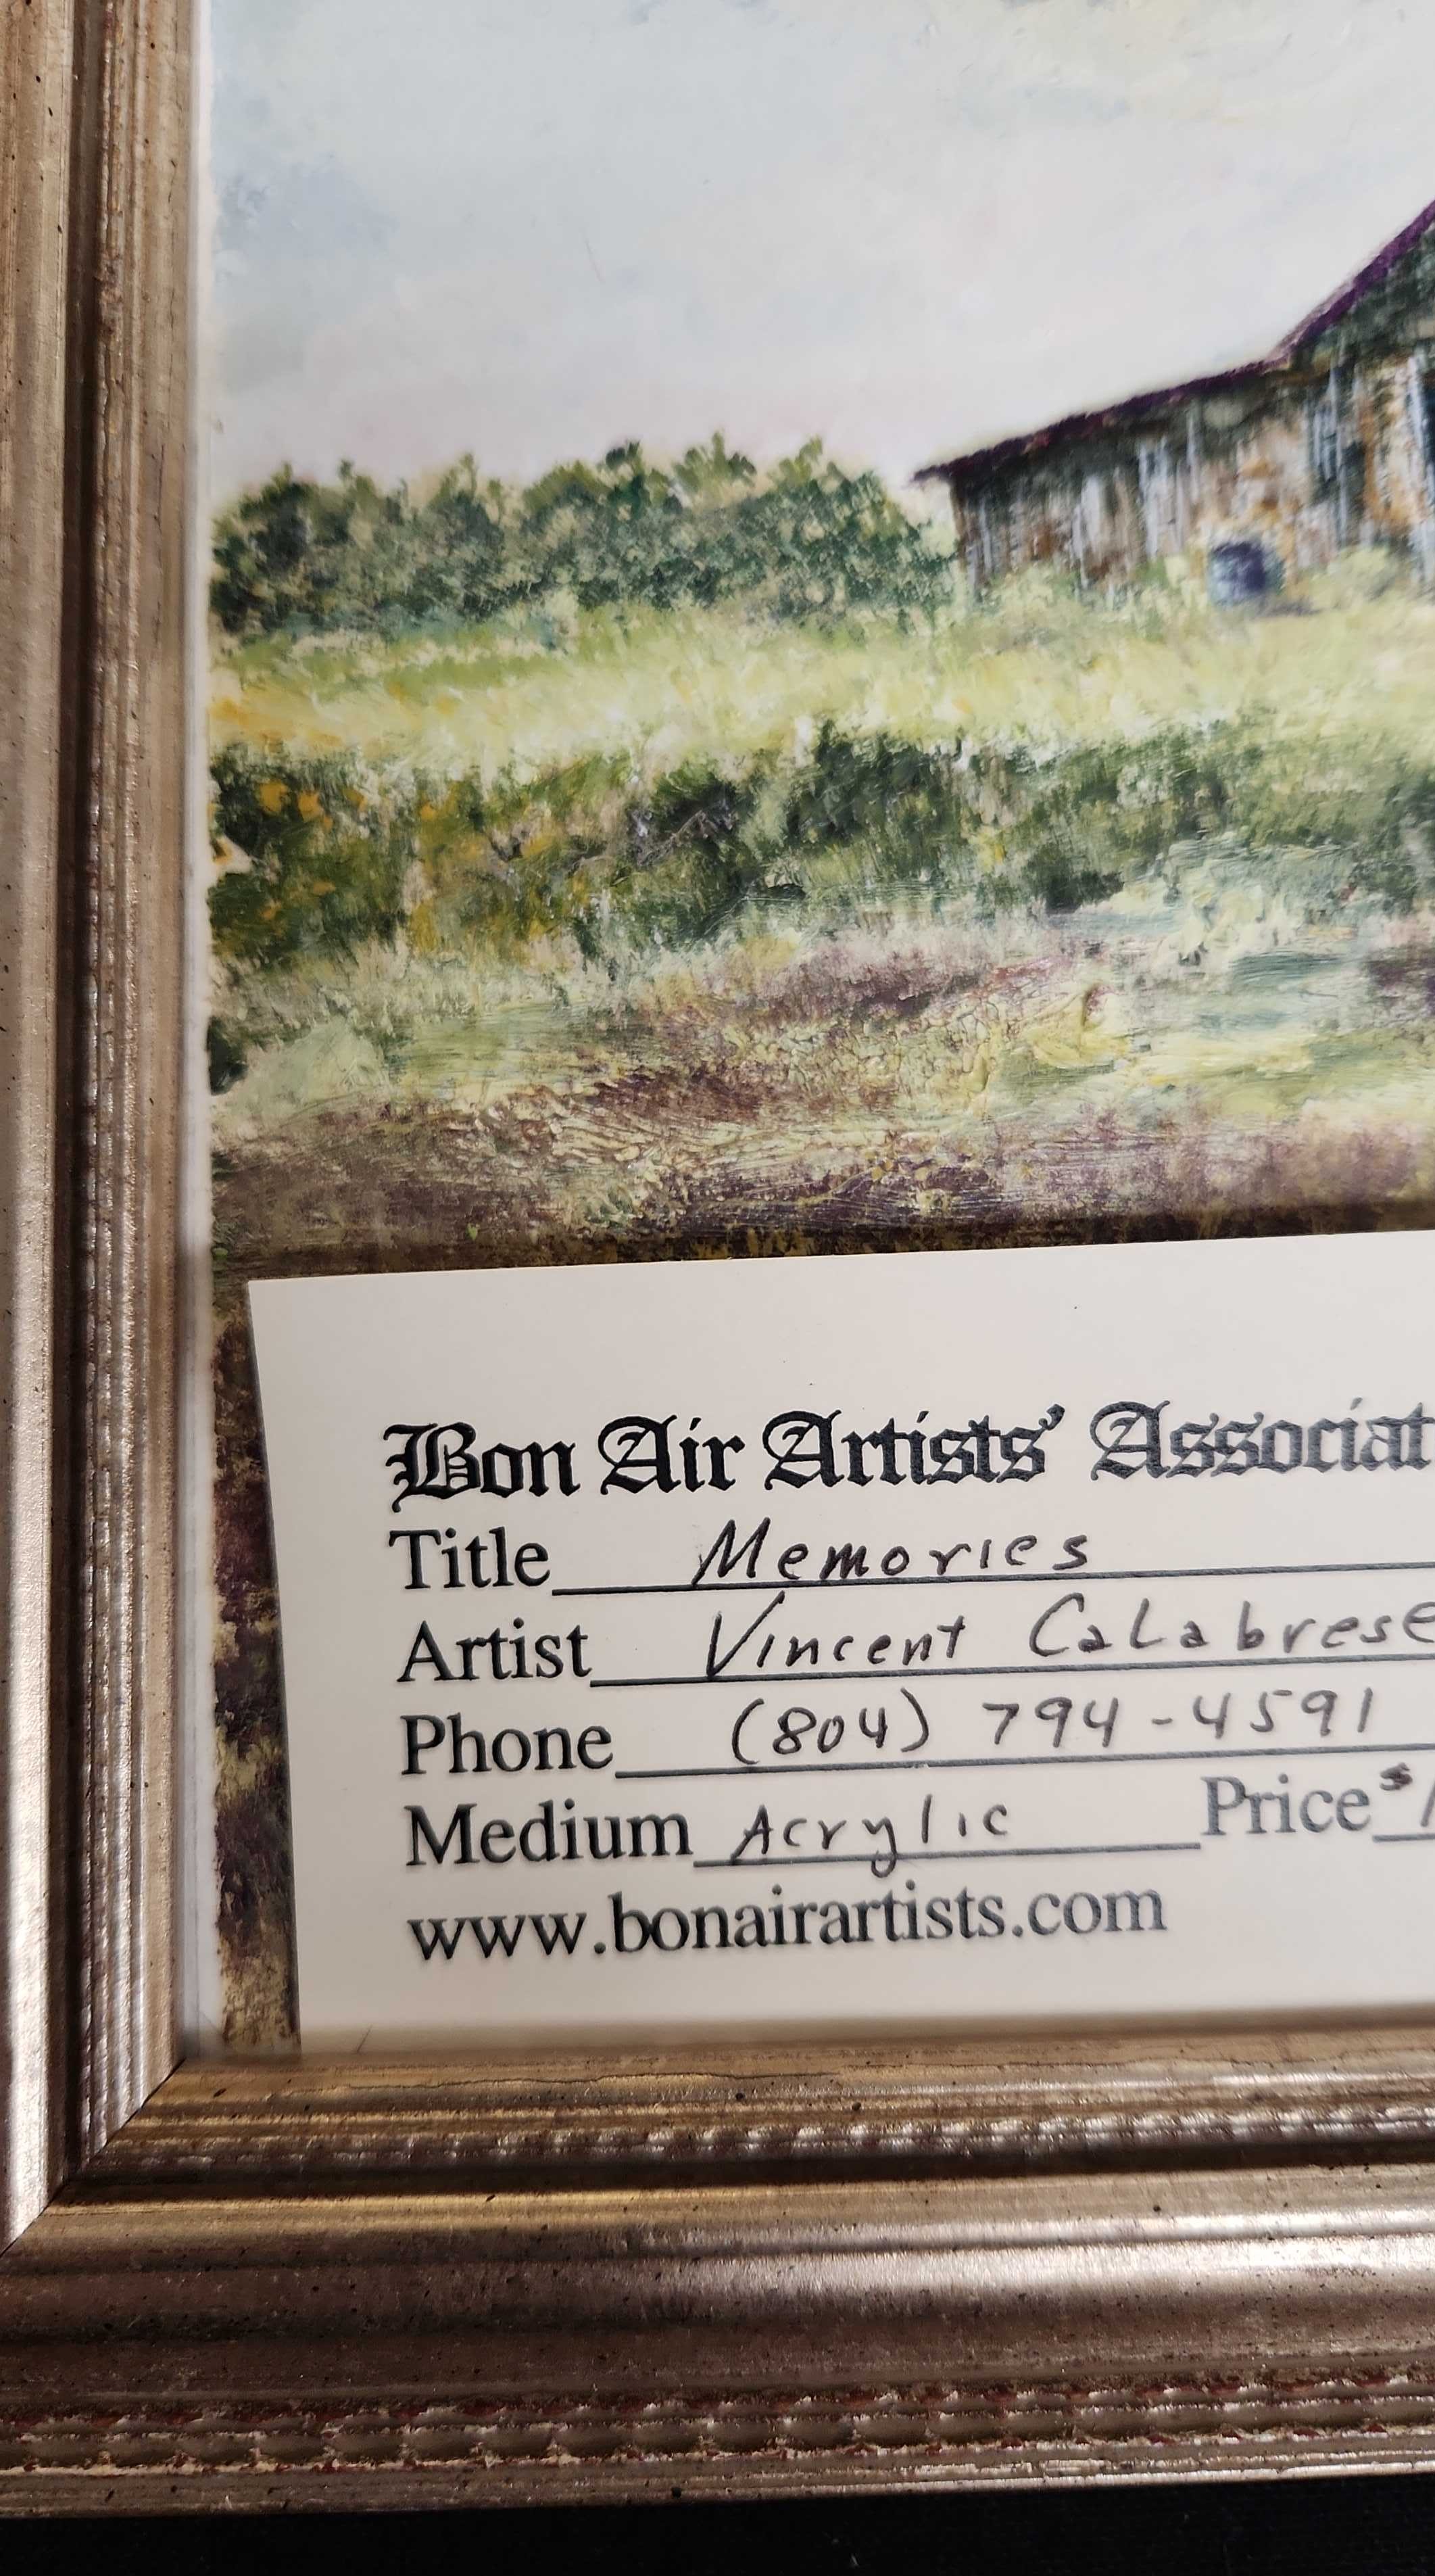 Bon Air Artists' Associat
Title Memories
Artist Vincent Calabrese
Phone (804) 794-4591
Medium Acrylic Price $
www.bonairartists.com